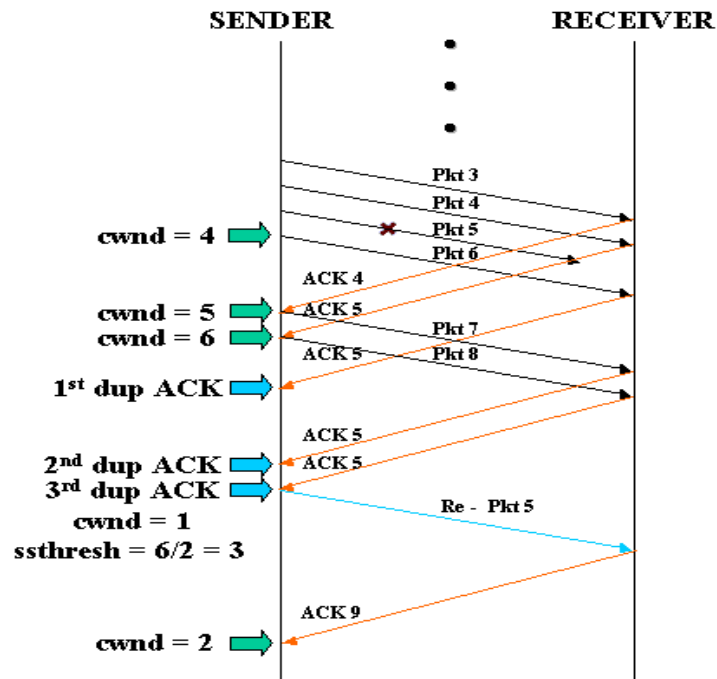 SENDER
RECEIVER
Pkt 3
Pkt 4
Pkt 5
cwnd = 4
Pkt 6
ACK 4
cwnd = 5
ACK 5
Pkt 7
cwnd = 6
ACK 5
Pkt 8
1st dup ACK
ACK 5
2nd dup ACK
ACK 5
3rd dup ACK
Re - Pkt 5
cwnd = 1
ssthresh = 6/2 = 3
ACK 9
cwnd = 2